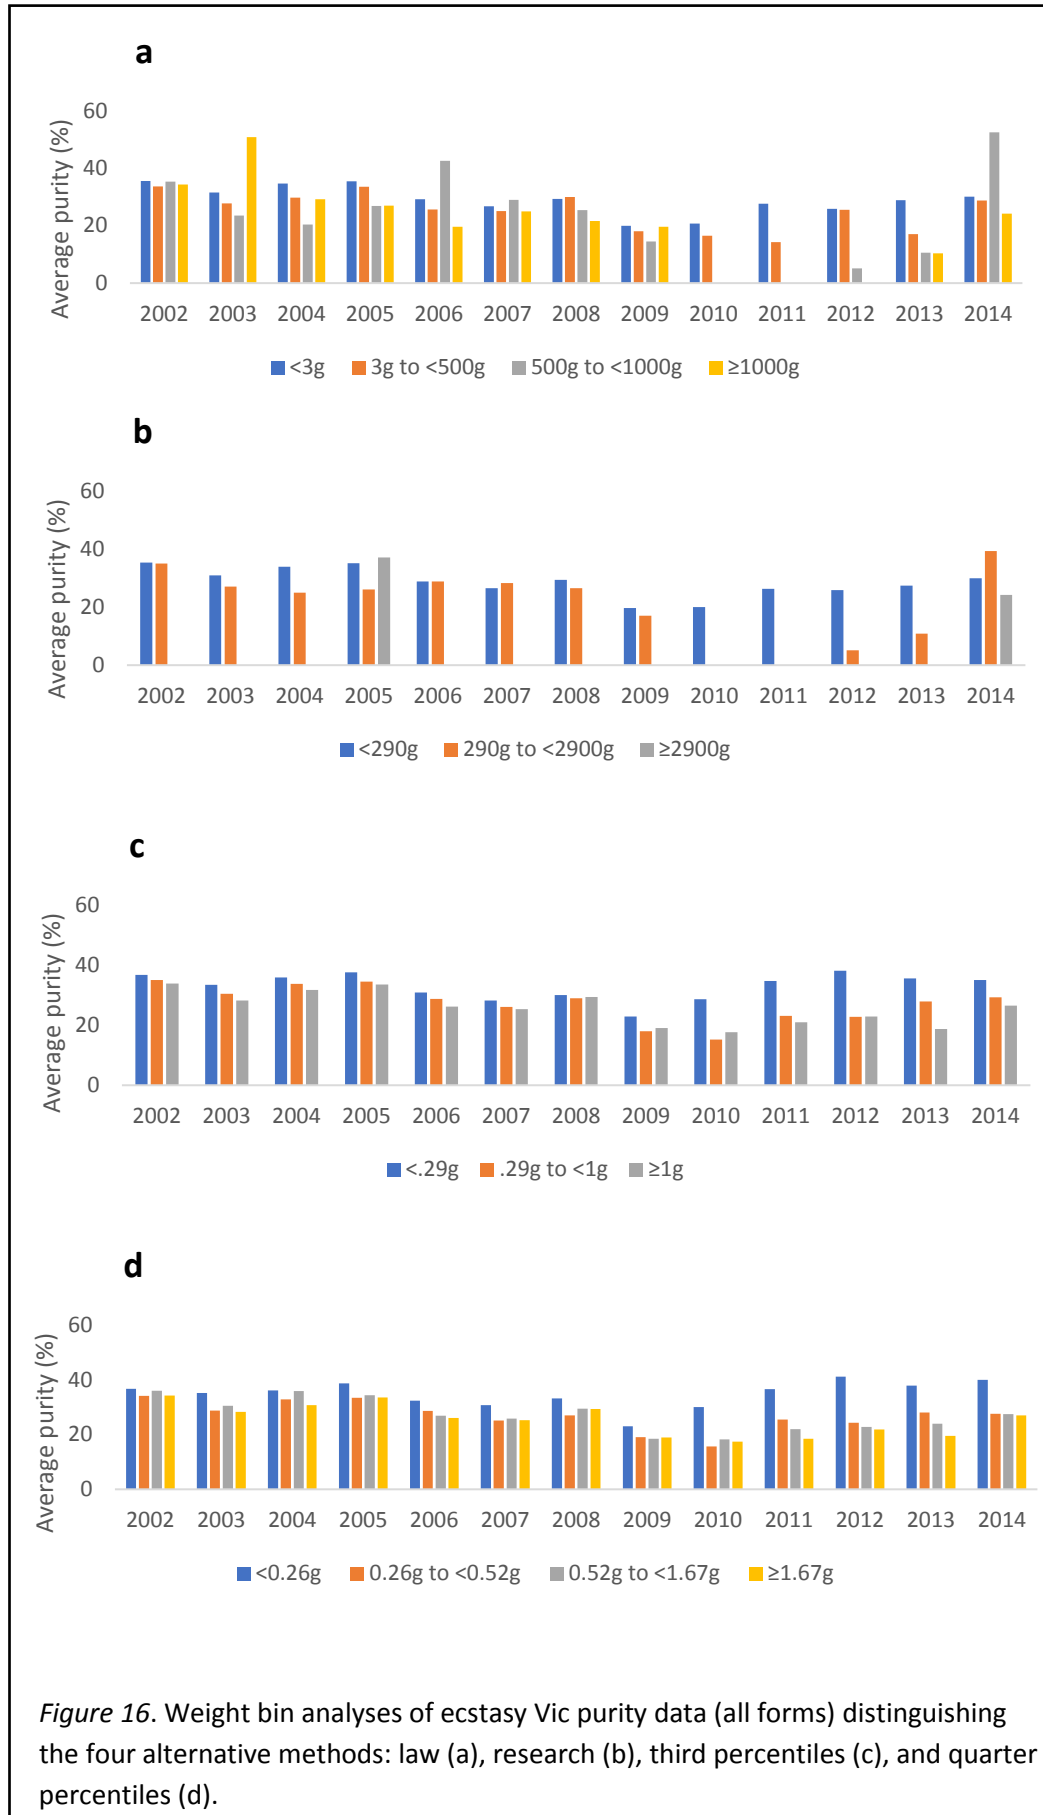 a
Average purity (%)
60
40
20
0
2002 2003 2004 2005 2006 2007 2008 2009 2010 2011 2012 2013 2014
<3g 3g to <500g 500g to <1000g ≥1000g
b
Average purity (%)
60
40
20
0
2002 2003 2004 2005 2006 2007 2008 2009 2010 2011 2012 2013 2014
<290g 290g to <2900g ≥2900g
c
Average purity (%)
60
40
20
0
2002 2003 2004 2005 2006 2007 2008 2009 2010 2011 2012 2013 2014
<.29g .29g to <1g ≥1g
d
Average purity (%)
60
40
20
0
2002 2003 2004 2005 2006 2007 2008 2009 2010 2011 2012 2013 2014
<0.26g 0.26g to <0.52g 0.52g to <1.67g ≥1.67g
Figure 16. Weight bin analyses of ecstasy Vic purity data (all forms) distinguishing
the four alternative methods: law (a), research (b), third percentiles (c), and quarter
percentiles (d).